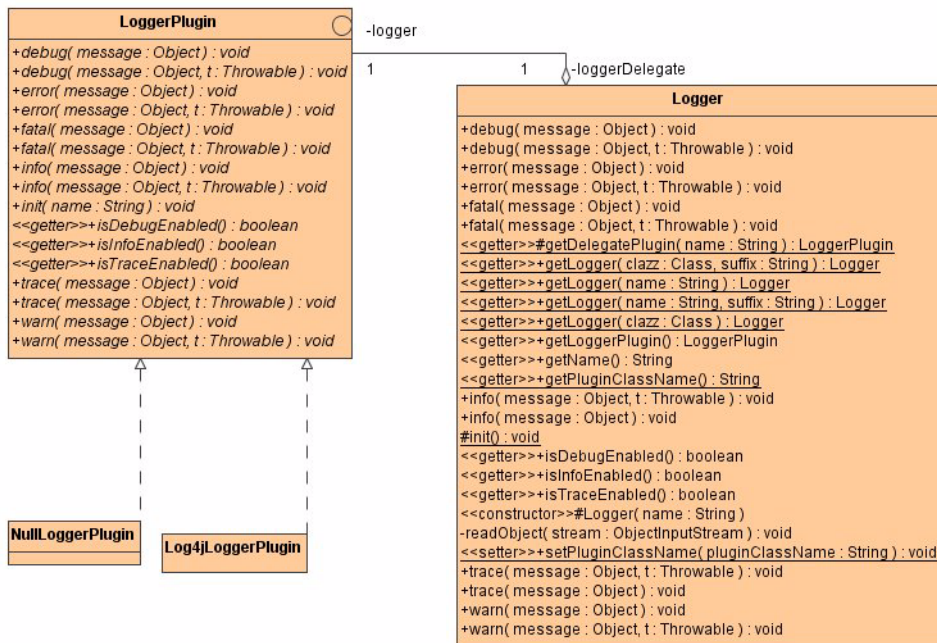 LoggerPlugin
+debug( message : Object ) : void
+debug( message : Object, t : Throwable ) : void
+error( message : Object ) : void
+error( message : Object, t : Throwable ) : void
+fatal( message : Object ) : void
+fatal( message : Object, t : Throwable ) : void
+info( message : Object ) : void
+info( message : Object, t : Throwable ) : void
+init( name : String ) : void
<<getter>>+isDebugEnabled() : boolean
<<getter>>+isInfoEnabled() : boolean
<<getter>>+isTraceEnabled() : boolean
+trace( message : Object ) : void
+trace( message : Object, t : Throwable ) : void
+warn( message : Object ) : void
+warn( message : Object, t : Throwable ) : void
-logger
1
1
-loggerDelegate
Logger
+debug( message : Object ) : void
+debug( message : Object, t : Throwable ) : void
+error( message : Object ) : void
+error( message : Object, t : Throwable ) : void
+fatal( message : Object ) : void
+fatal( message : Object, t : Throwable ) : void
<<getter>>#getDelegatePlugin( name : String ) : LoggerPlugin
<<getter>>+getLogger( clazz : Class, suffix : String ) : Logger
<<getter>>+getLogger( name : String ) : Logger
<<getter>>+getLogger( name : String, suffix : String ) : Logger
<<getter>>+getLogger( clazz : Class ) : Logger
<<getter>>+getLoggerPlugin() : LoggerPlugin
<<getter>>+getName() : String
<<getter>>+getPluginClassName() : String
+info( message : Object, t : Throwable ) : void
+info( message : Object ) : void
#init() : void
<<getter>>+isDebugEnabled() : boolean
<<getter>>+isInfoEnabled() : boolean
<<getter>>+isTraceEnabled() : boolean
<<constructor>>#Logger( name : String )
-readObject( stream : ObjectInputStream ) : void
<<setter>>+setPluginClassName( pluginClassName : String ) : void
+trace( message : Object, t : Throwable ) : void
+trace( message : Object ) : void
+warn( message : Object ) : void
+warn( message : Object, t : Throwable ) : void
NullLoggerPlugin
Log4jLoggerPlugin